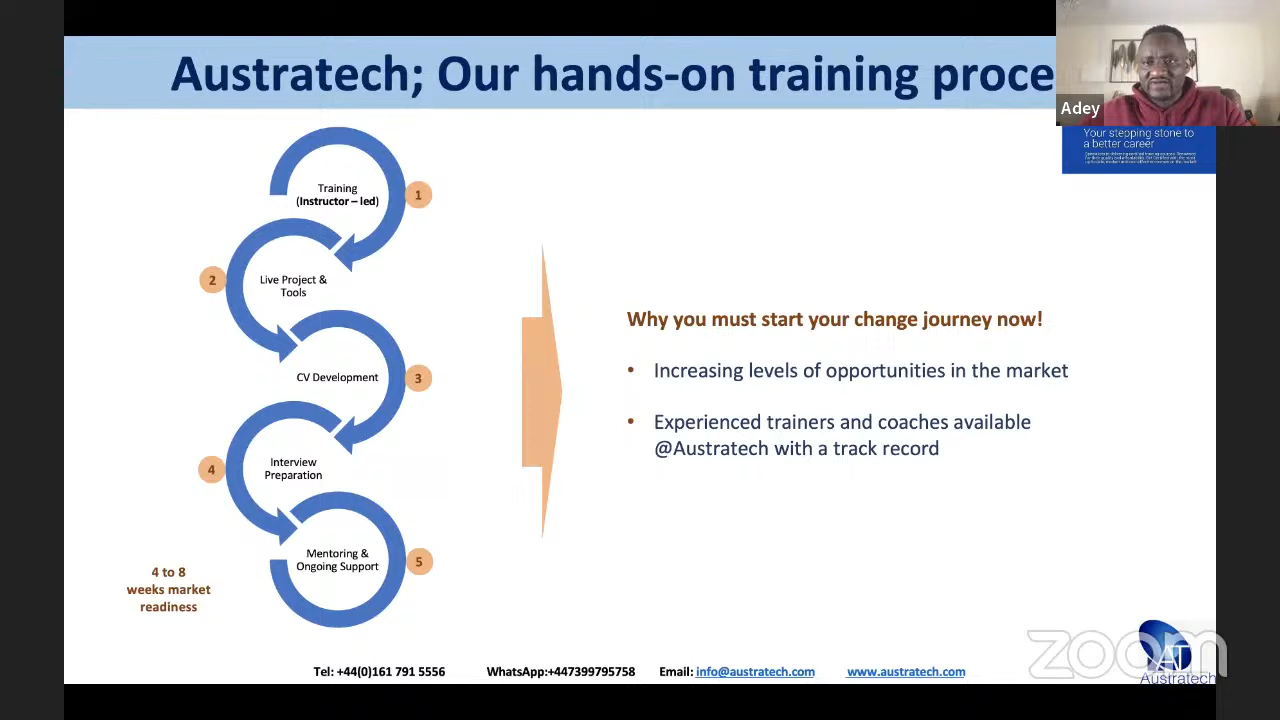 Austratech; Our hands-on training proce
Adey
Your stepping stone to
a better career
Training
(Instructor – led)
1
2
Live Project &
Tools
CV Development
3
4
Interview
Preparation
Mentoring &
Ongoing Support
5
4 to 8
weeks market
readiness
Why you must start your change journey now!
• Increasing levels of opportunities in the market
• Experienced trainers and coaches available
@Austratech with a track record
Tel: +44(0)161 791 5556 WhatsApp:+447399795758 Email: info@austratech.com www.austratech.com
zoom
AT
Austratech